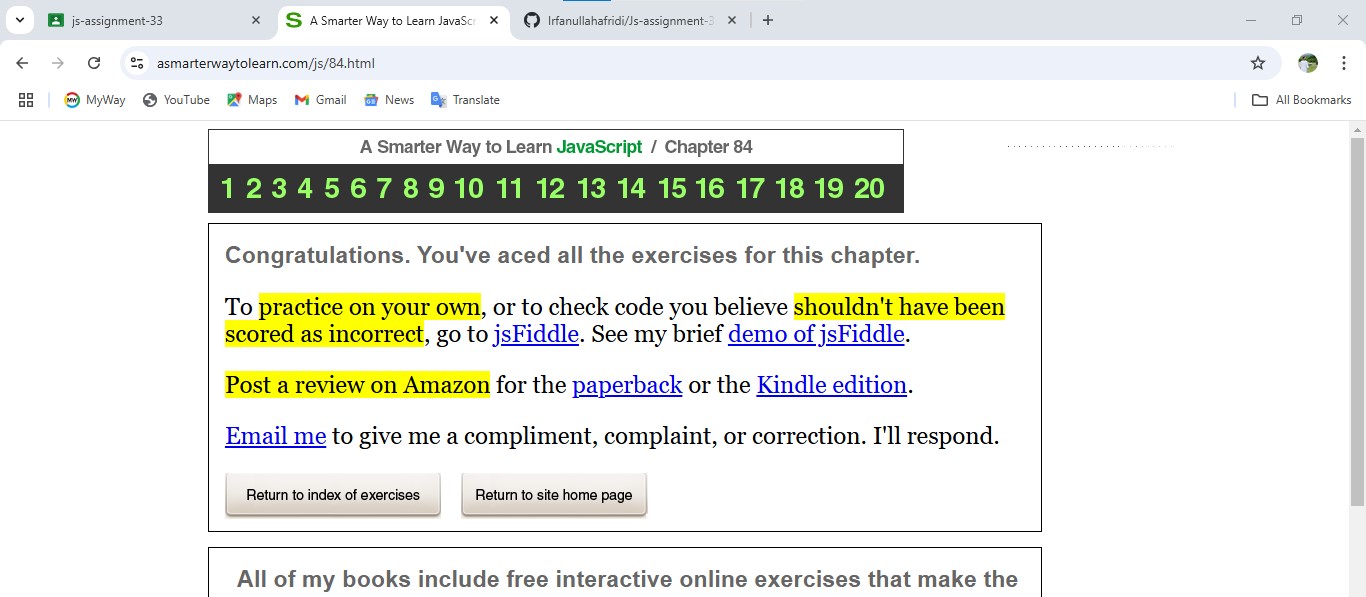 js-assignment-33
A Smarter Way to Learn JavaScr
Irfanullahafridi/Js-assignment-3
asmarterwaytolearn.com/js/84.html
MyWay YouTube Maps Gmail News Translate All Bookmarks
A Smarter Way to Learn JavaScript / Chapter 84
1 2 3 4 5 6 7 8 9 10 11 12 13 14 15 16 17 18 19 20
Congratulations. You've aced all the exercises for this chapter.
To practice on your own, or to check code you believe shouldn't have been
scored as incorrect, go to jsFiddle. See my brief demo of jsFiddle.
Post a review on Amazon for the paperback or the Kindle edition.
Email me to give me a compliment, complaint, or correction. I'll respond.
Return to index of exercises Return to site home page
All of my books include free interactive online exercises that make the